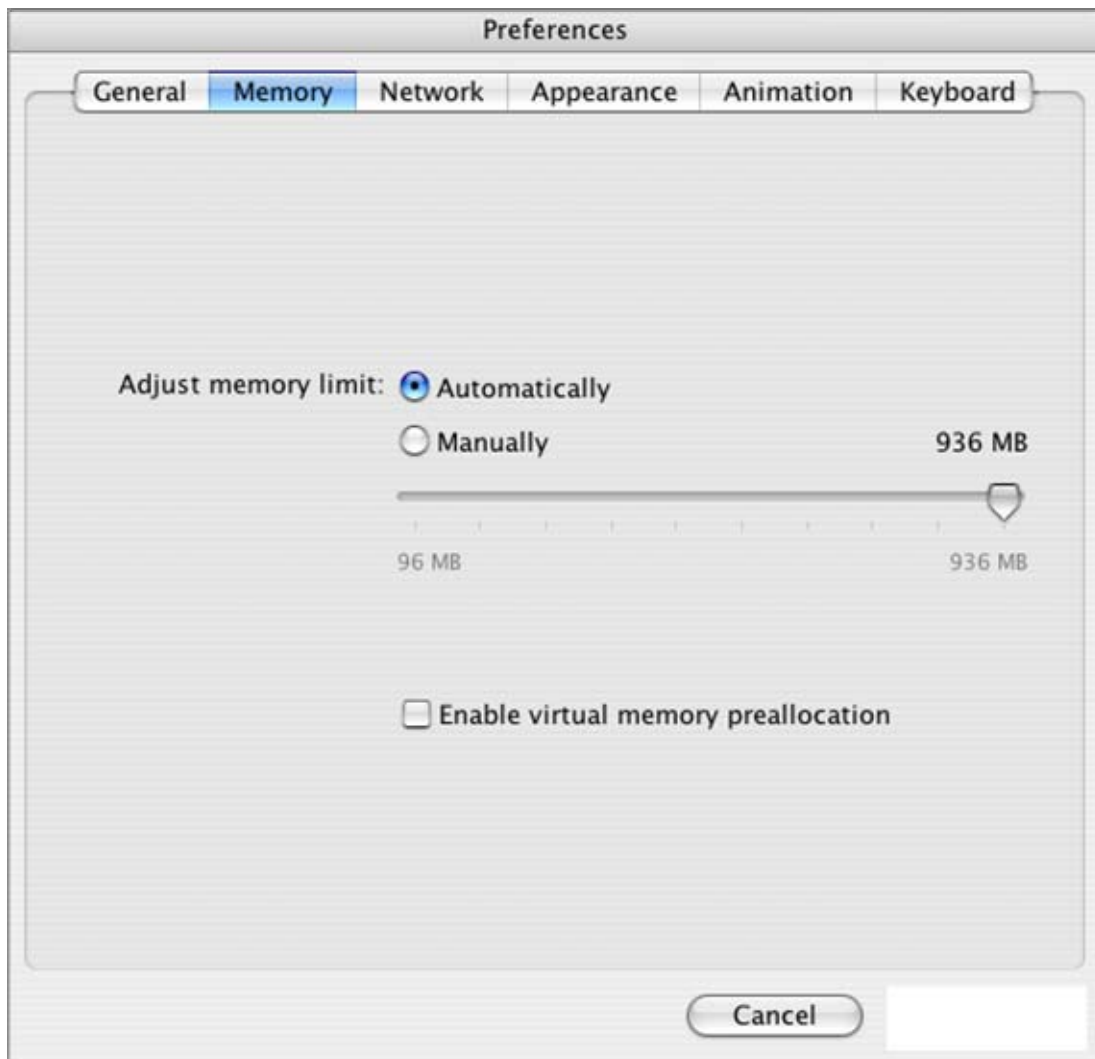 Preferences
General Memory Network Appearance Animation Keyboard
Adjust memory limit: Automatically
Manually 936 MB
96 MB 936 MB
Enable virtual memory preallocation
Cancel